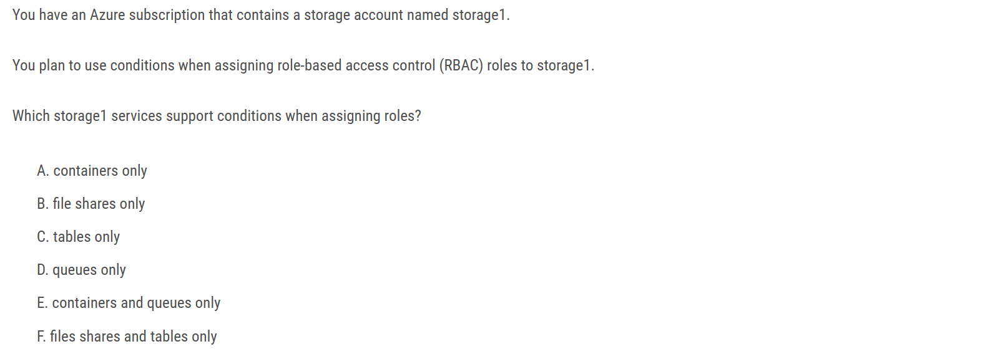 You have an Azure subscription that contains a storage account named storage1.
You plan to use conditions when assigning role-based access control (RBAC) roles to storage1.
Which storage1 services support conditions when assigning roles?
A. containers only
B. file shares only
C. tables only
D. queues only
E. containers and queues only
F. files shares and tables only